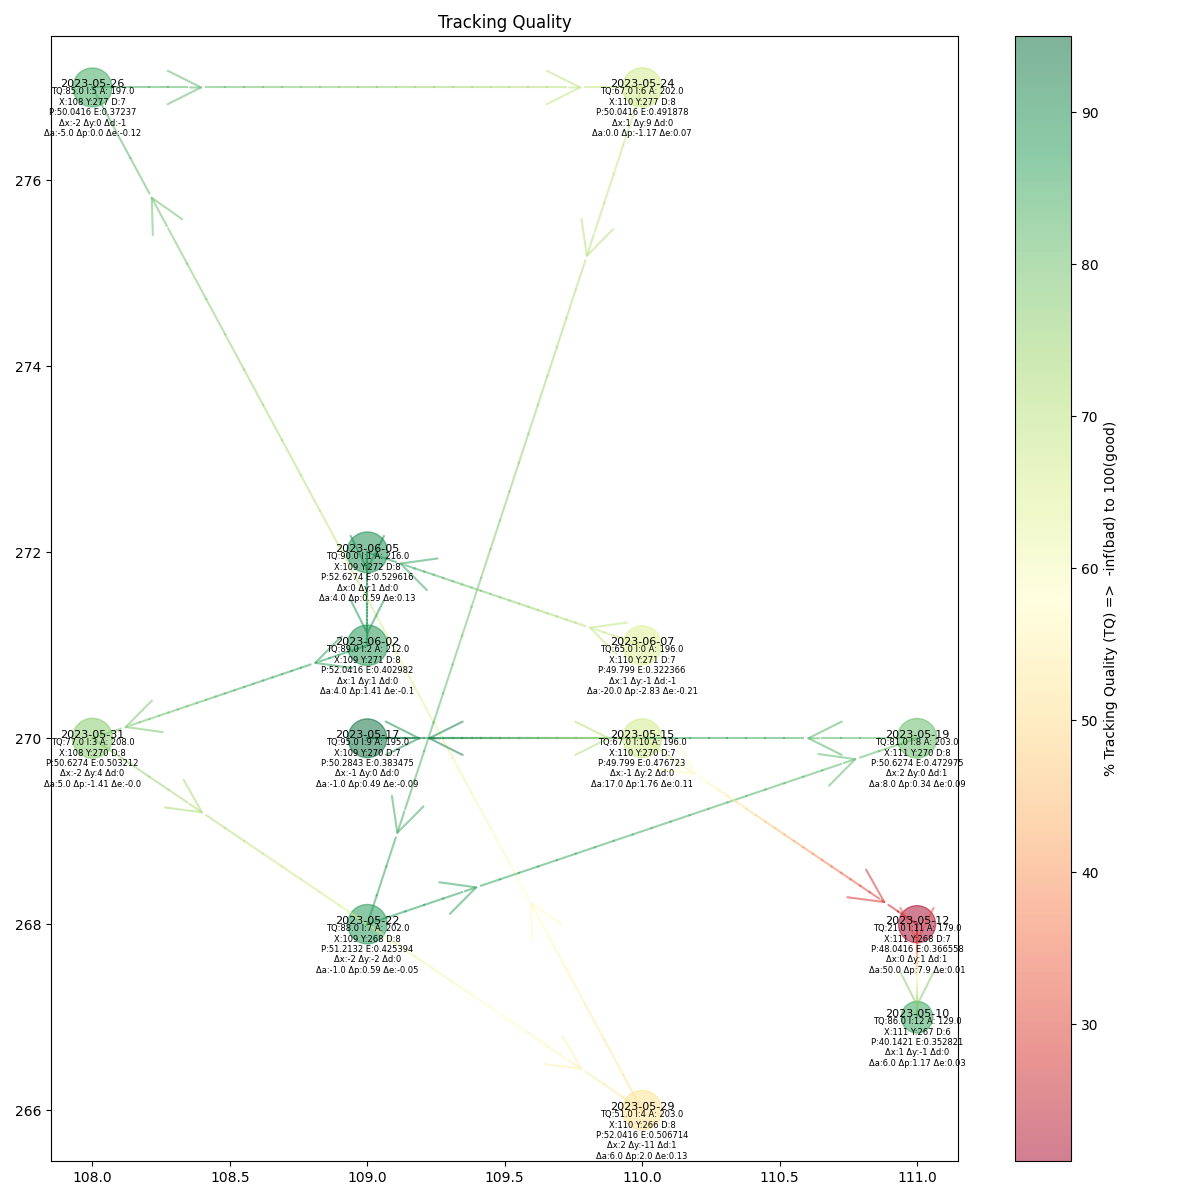 Tracking Quality
2023-05-26
TQ:85.0 I:5 A: 197.0
X:108 Y:277 D:7
P:50.0416 E:0.37237
Δx:-2 Δy:0 Δd:-1
Δa:-5.0 Δp:0.0 Δe:-0.12
2023-05-24
TQ:67.0 I:6 A: 202.0
X:110 Y:277 D:8
P:50.0416 E:0.491878
Δx:1 Δy:9 Δd:0
Δa:0.0 Δp:-1.17 Δe:0.07
2023-06-05
TQ:90.0 I:1 A: 216.0
X:109 Y:272 D:8
P:52.6274 E:0.529616
Δx:0 Δy:1 Δd:0
Δa:4.0 Δp:0.59 Δe:0.13
2023-06-02
TQ:89.0 I:2 A: 212.0
X:109 Y:271 D:8
P:52.0416 E:0.402982
Δx:1 Δy:1 Δd:0
Δa:4.0 Δp:1.41 Δe:-0.1
2023-06-07
TQ:65.0 I:0 A: 196.0
X:110 Y:271 D:7
P:49.799 E:0.322366
Δx:1 Δy:-1 Δd:-1
Δa:-20.0 Δp:-2.83 Δe:-0.21
2023-05-31
TQ:77.0 I:3 A: 208.0
X:108 Y:270 D:8
P:50.6274 E:0.503212
Δx:-2 Δy:4 Δd:0
Δa:5.0 Δp:-1.41 Δe:-0.0
2023-05-17
TQ:95.0 I:9 A: 195.0
X:109 Y:270 D:7
P:50.2843 E:0.383475
Δx:-1 Δy:0 Δd:0
Δa:-1.0 Δp:0.49 Δe:-0.09
2023-05-15
TQ:67.0 I:10 A: 196.0
X:110 Y:270 D:7
P:49.799 E:0.476723
Δx:-1 Δy:2 Δd:0
Δa:17.0 Δp:1.76 Δe:0.11
2023-05-19
TQ:81.0 I:8 A: 203.0
X:111 Y:270 D:8
P:50.6274 E:0.472975
Δx:2 Δy:0 Δd:1
Δa:8.0 Δp:0.34 Δe:0.09
2023-05-22
TQ:88.0 I:7 A: 202.0
X:109 Y:268 D:8
P:51.2132 E:0.425394
Δx:-2 Δy:-2 Δd:0
Δa:-1.0 Δp:0.59 Δe:-0.05
2023-05-12
TQ:21.0 I:11 A: 179.0
X:111 Y:268 D:7
P:48.0416 E:0.366558
Δx:0 Δy:1 Δd:1
Δa:50.0 Δp:7.9 Δe:0.01
2023-05-10
TQ:86.0 I:12 A: 129.0
X:111 Y:267 D:6
P:40.1421 E:0.352821
Δx:1 Δy:-1 Δd:0
Δa:6.0 Δp:1.17 Δe:0.03
2023-05-29
TQ:51.0 I:4 A: 203.0
X:110 Y:266 D:8
P:52.0416 E:0.506714
Δx:2 Δy:-11 Δd:1
Δa:6.0 Δp:2.0 Δe:0.13
276
274
272
270
268
266
108.0
108.5
109.0
109.5
110.0
110.5
111.0
90
80
70
60
50
40
30
% Tracking Quality (TQ) => -inf(bad) to 100(good)